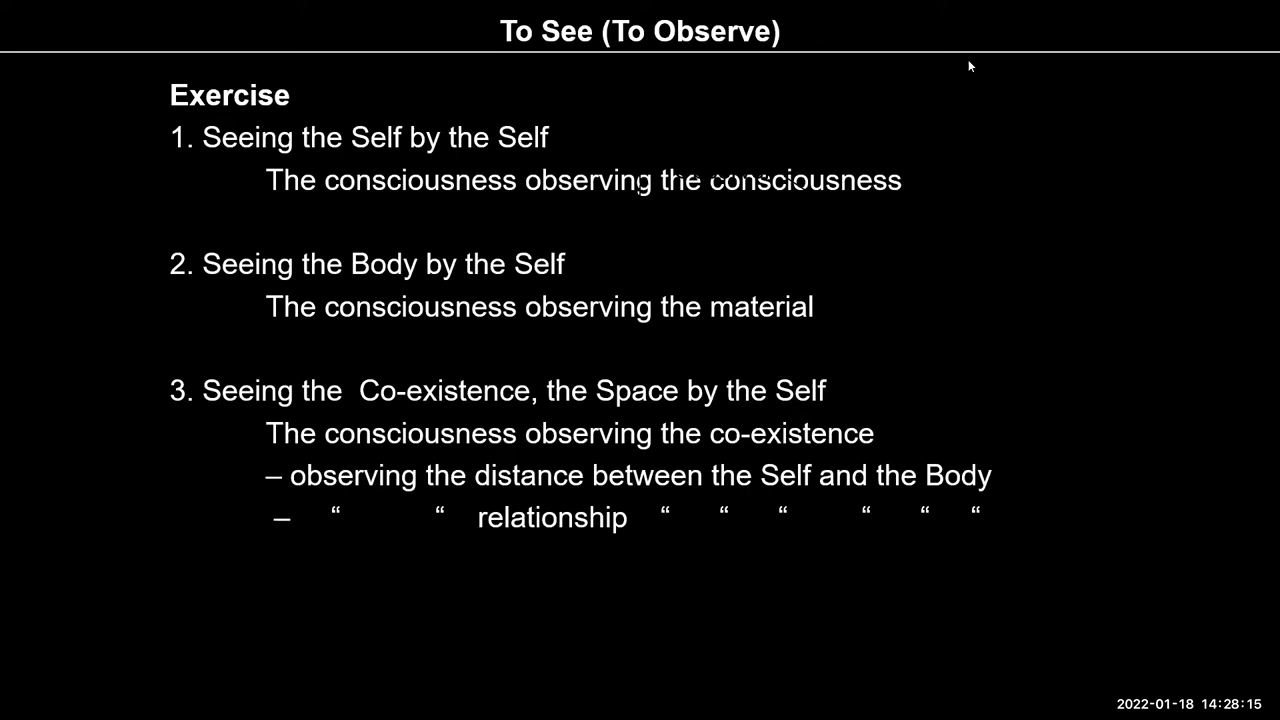 To See (To Observe)
Exercise
1. Seeing the Self by the Self
The consciousness observing the consciousness
2. Seeing the Body by the Self
The consciousness observing the material
3. Seeing the  Co-existence, the Space by the Self
The consciousness observing the co-existence
– observing the distance between the Self and the Body
– “ “ relationship “ “ “ “ “ “
2022-01-18 14:28:15